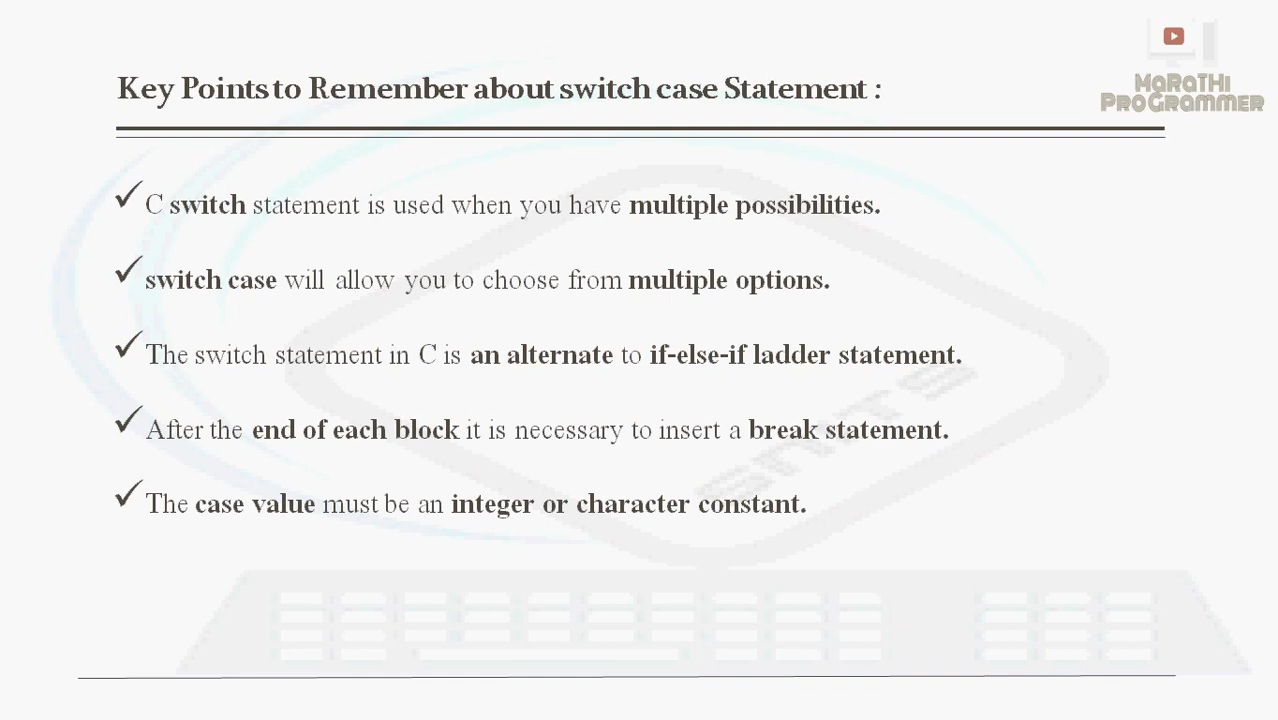 MaRaTHi
ProGrammer
Key Points to Remember about switch case Statement :
✓C switch statement is used when you have multiple possibilities.
✓switch case will allow you to choose from multiple options.
✓The switch statement in C is an alternate to if-else-if ladder statement.
✓After the end of each block it is necessary to insert a break statement.
✓The case value must be an integer or character constant.